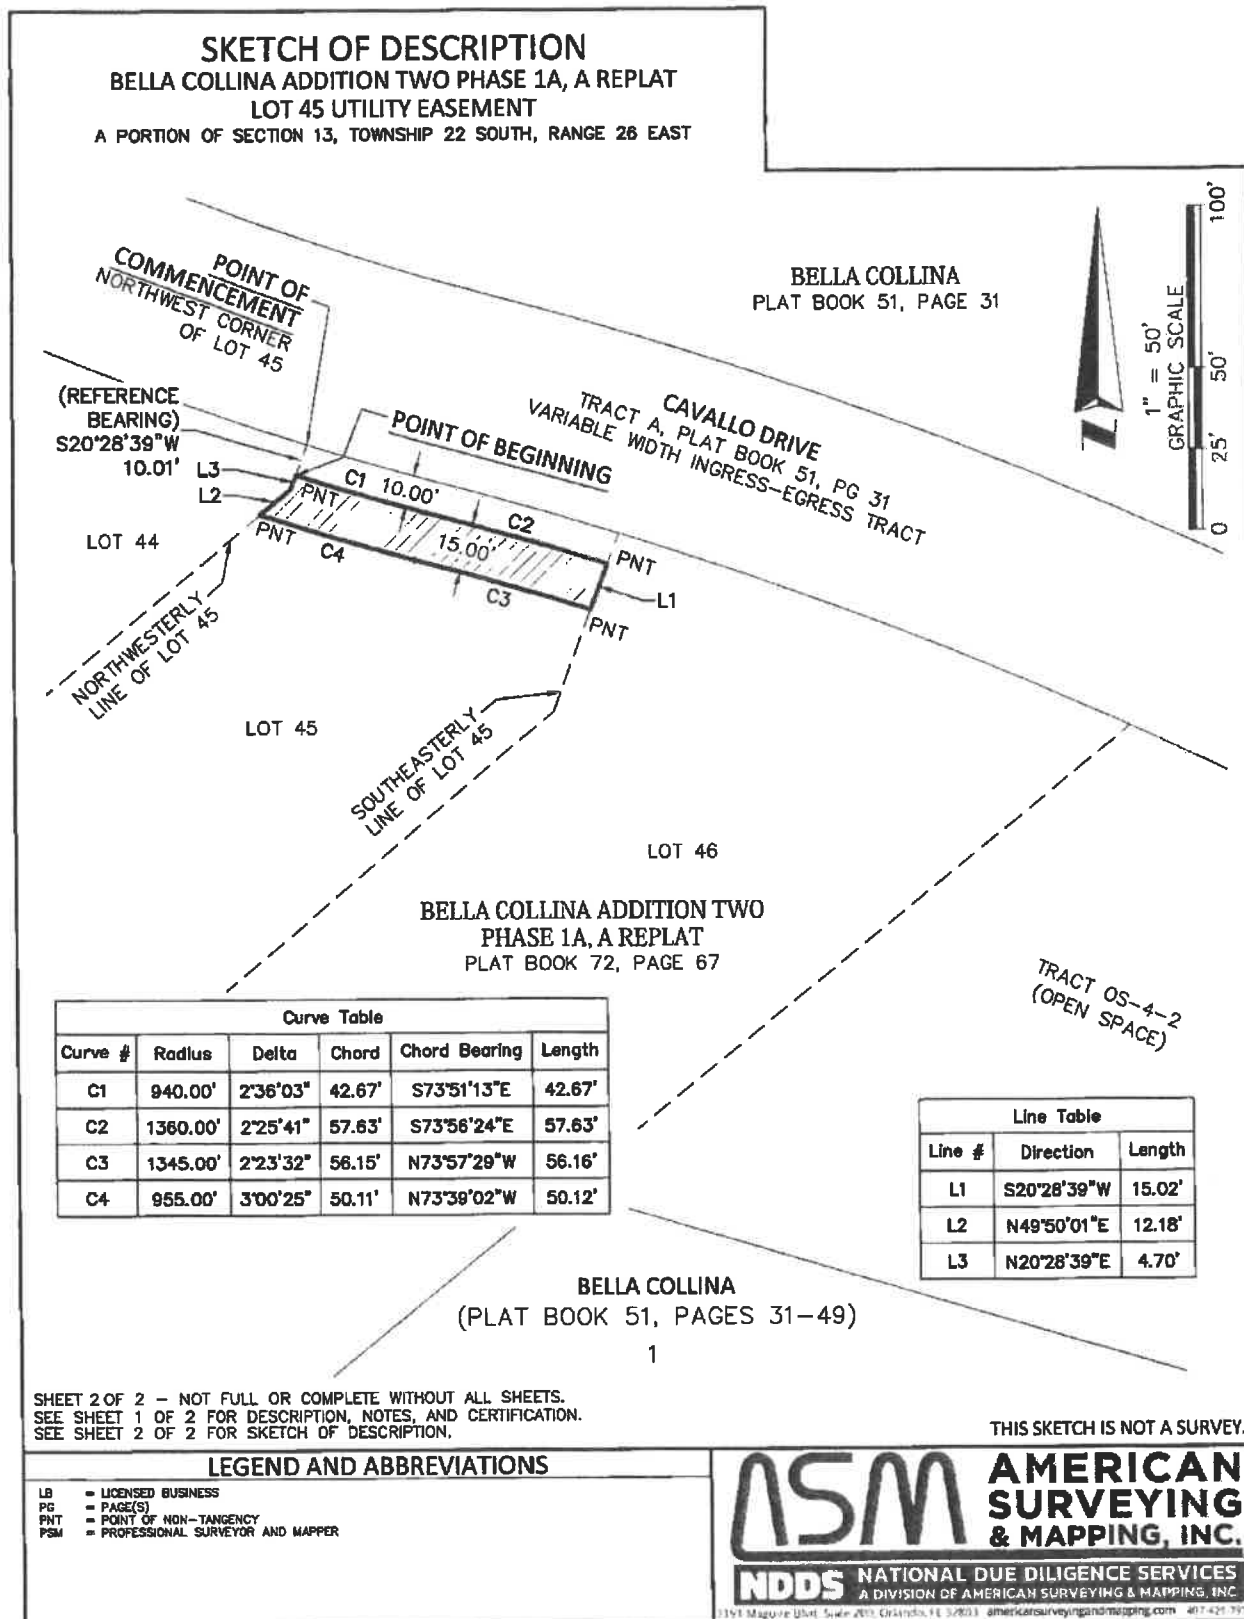 SKETCH OF DESCRIPTION
BELLA COLLINA ADDITION TWO PHASE 1A, A REPLAT
LOT 45 UTILITY EASEMENT
A PORTION OF SECTION 13, TOWNSHIP 22 SOUTH, RANGE 26 EAST
POINT OF
COMMENCEMENT
NORTHWEST CORNER
OF LOT 45
BELLA COLLINA
PLAT BOOK 51, PAGE 31
1" = 50'
GRAPHIC SCALE
0
25'
50'
100'
(REFERENCE
BEARING)
S20°28'39"W
10.01'
L3
L2
POINT OF BEGINNING
CAVALLO DRIVE
TRACT A, PLAT BOOK 51, PG 31
VARIABLE WIDTH INGRESS-EGRESS TRACT
C1
10.00'
C2
PNT
PNT
15.00'
C4
C3
PNT
L1
PNT
LOT 44
NORTHWESTERLY
LINE OF LOT 45
LOT 45
SOUTHEASTERLY
LINE OF LOT 45
LOT 46
BELLA COLLINA ADDITION TWO
PHASE 1A, A REPLAT
PLAT BOOK 72, PAGE 67
TRACT OS-4-2
(OPEN SPACE)
Curve Table
Curve # Radius Delta Chord Chord Bearing Length
C1 940.00' 2°36'03" 42.67' S73°51'13"E 42.67'
C2 1360.00' 2°25'41" 57.63' S73°56'24"E 57.63'
C3 1345.00' 2°23'32" 56.15' N73°57'29"W 56.16'
C4 955.00' 3°00'25" 50.11' N73°39'02"W 50.12'
Line Table
Line # Direction Length
L1 S20°28'39"W 15.02'
L2 N49°50'01"E 12.18'
L3 N20°28'39"E 4.70'
BELLA COLLINA
(PLAT BOOK 51, PAGES 31-49)
1
SHEET 2 OF 2 - NOT FULL OR COMPLETE WITHOUT ALL SHEETS.
SEE SHEET 1 OF 2 FOR DESCRIPTION, NOTES, AND CERTIFICATION.
SEE SHEET 2 OF 2 FOR SKETCH OF DESCRIPTION.
THIS SKETCH IS NOT A SURVEY.
LEGEND AND ABBREVIATIONS
LB = LICENSED BUSINESS
PG = PAGE(S)
PNT = POINT OF NON-TANGENCY
PSM = PROFESSIONAL SURVEYOR AND MAPPER
ASM
AMERICAN
SURVEYING
& MAPPING, INC.
NDDS
NATIONAL DUE DILIGENCE SERVICES
A DIVISION OF AMERICAN SURVEYING & MAPPING, INC
Maguire Blvd, Suite 200, Orlando, FL 32803 americansurveyingandmapping.com